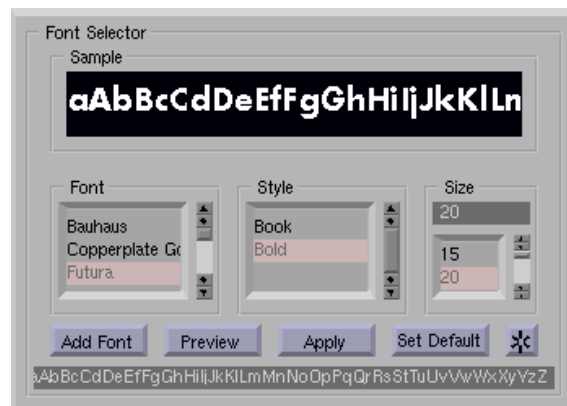 Font Selector
Sample
aAbBcCdDeEfFgGhHiIjJkKlLm
Font
Style
Size
20
Bauhaus
Copperplate Go
Futura
Book
Bold
15
20
Add Font
Preview
Apply
Set Default
aAbBcCdDeEfFgGhHiIjJkKlLmMnNoOpPqQrRsStTuUvVwWxXyYzZ